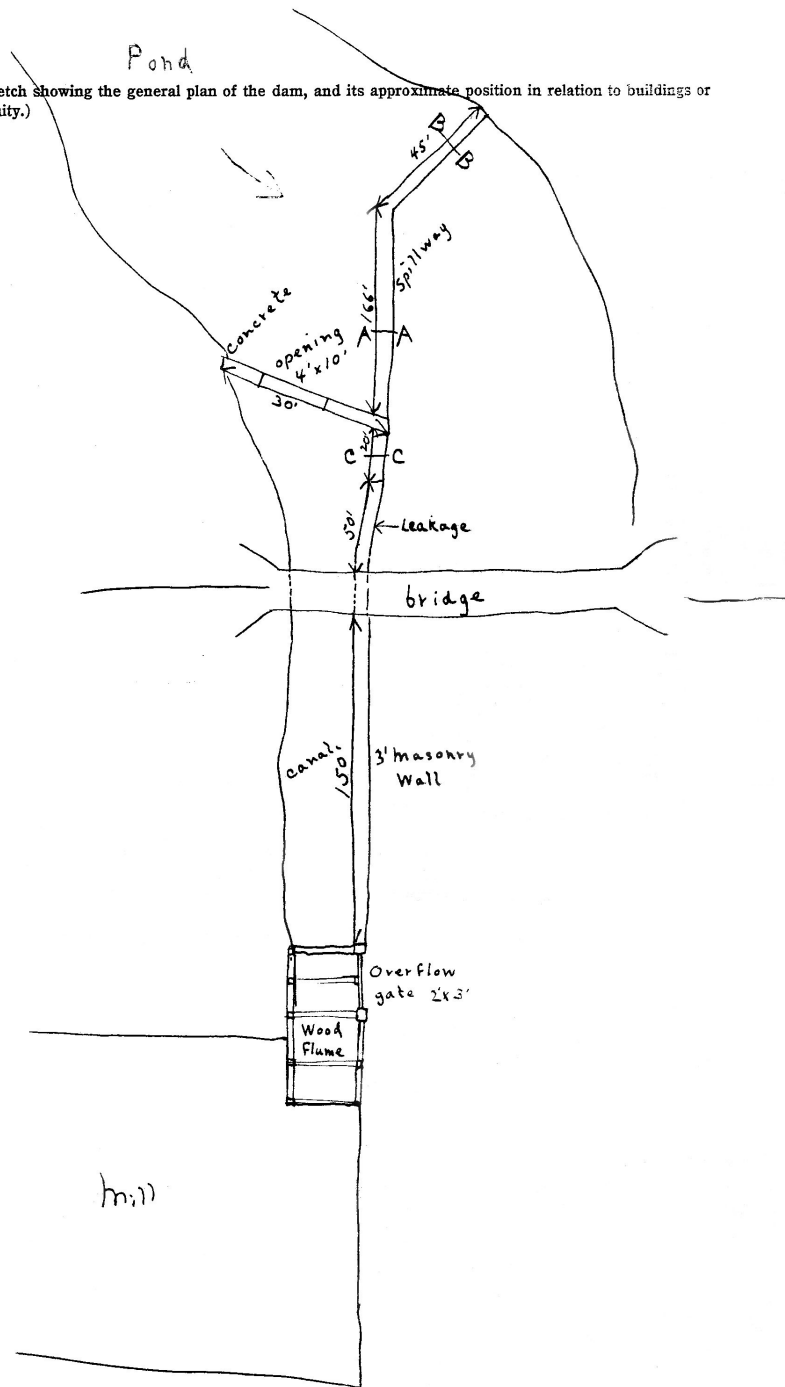 Pond
etch showing the general plan of the dam, and its approximate position in relation to buildings or
ity.)
B
45'
B
Spillway
166'
A A
Concrete
opening
4'x10'
30'
20'
C C
50'
Leakage
bridge
canal.
150
3' Masonry
Wall
Overflow
gate 2'x3'
Wood
Flume
Mill